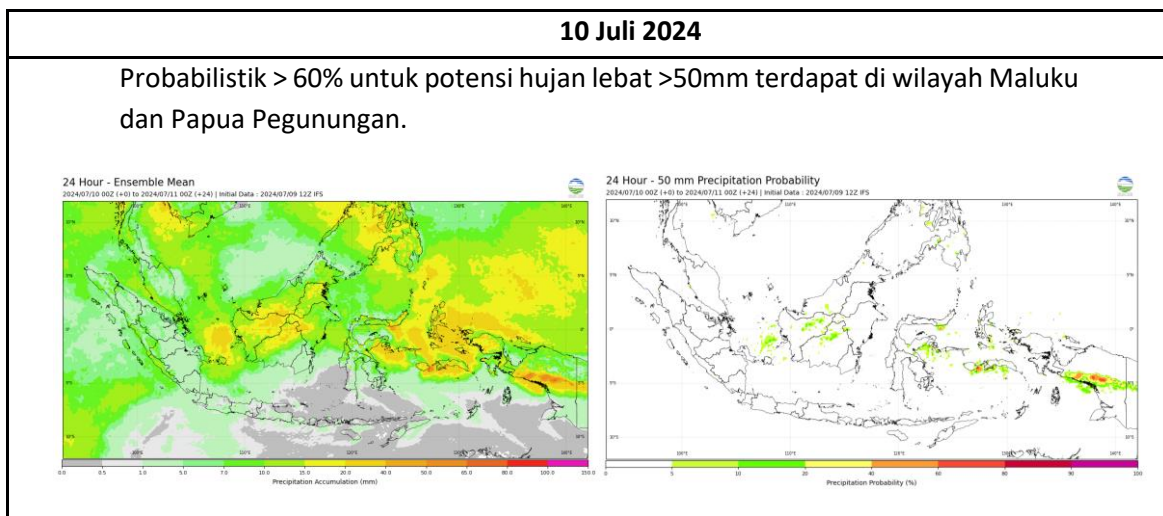 10 Juli 2024
Probabilistik > 60% untuk potensi hujan lebat >50mm terdapat di wilayah Maluku
dan Papua Pegunungan.
24 Hour - Ensemble Mean
2024/07/10 00Z (+0) to 2024/07/11 00Z (+24) | Initial Data : 2024/07/09 12Z IFS
Precipitation Accumulation (mm)
24 Hour - 50 mm Precipitation Probability
2024/07/10 00Z (+0) to 2024/07/11 00Z (+24) | Initial Data : 2024/07/09 12Z IFS
Precipitation Probability (%)